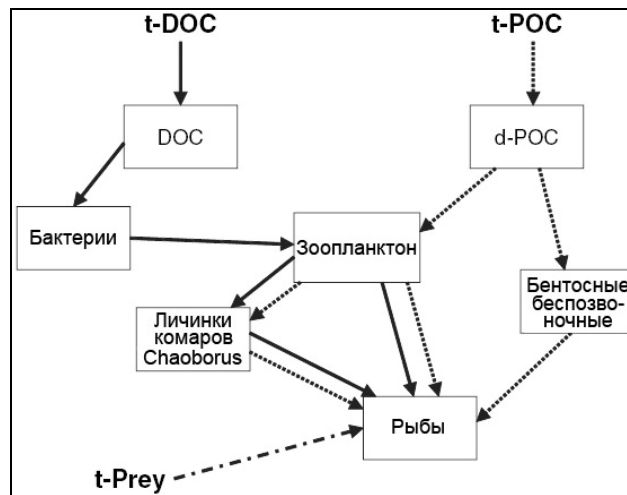 t-DOC
t-POC
DOC
d-POC
Бактерии
Зоопланктон
Бентосные
беспозво-
ночные
Личинки
комаров
Chaoborus
Рыбы
t-Prey